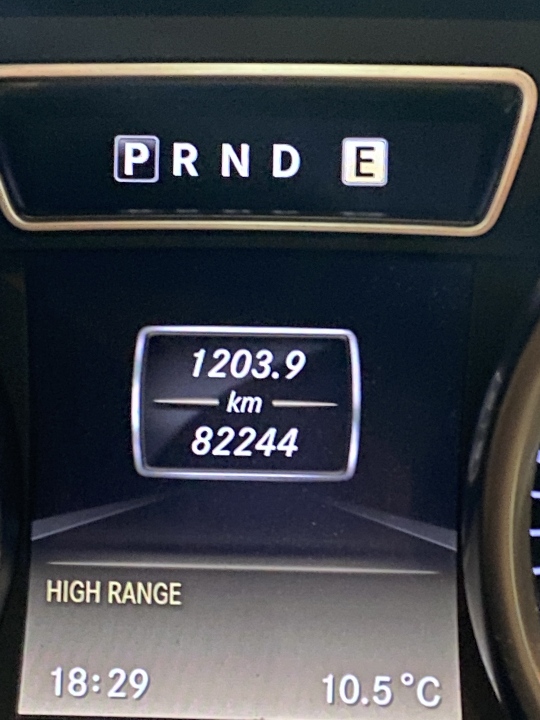 P R N D E
1203.9
km
82244
HIGH RANGE
18:29 10.5°C